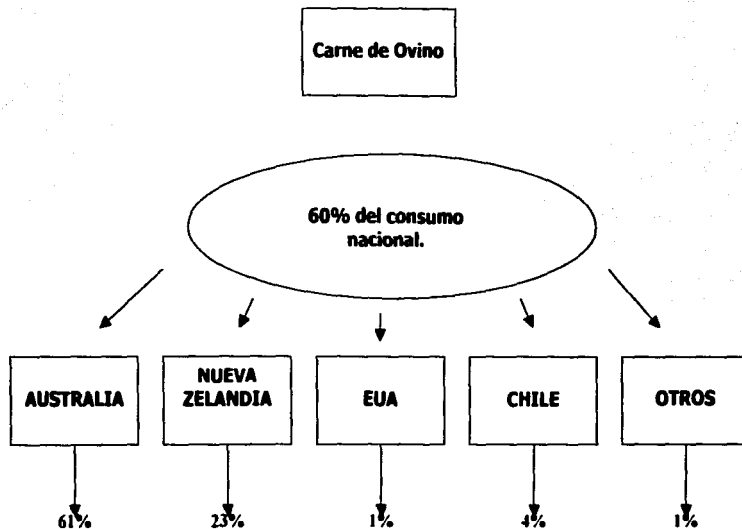 Carne de Ovino
60% del consumo
nacional.
AUSTRALIA
NUEVA
ZELANDIA
EUA
CHILE
OTROS
61%
23%
1%
4%
1%